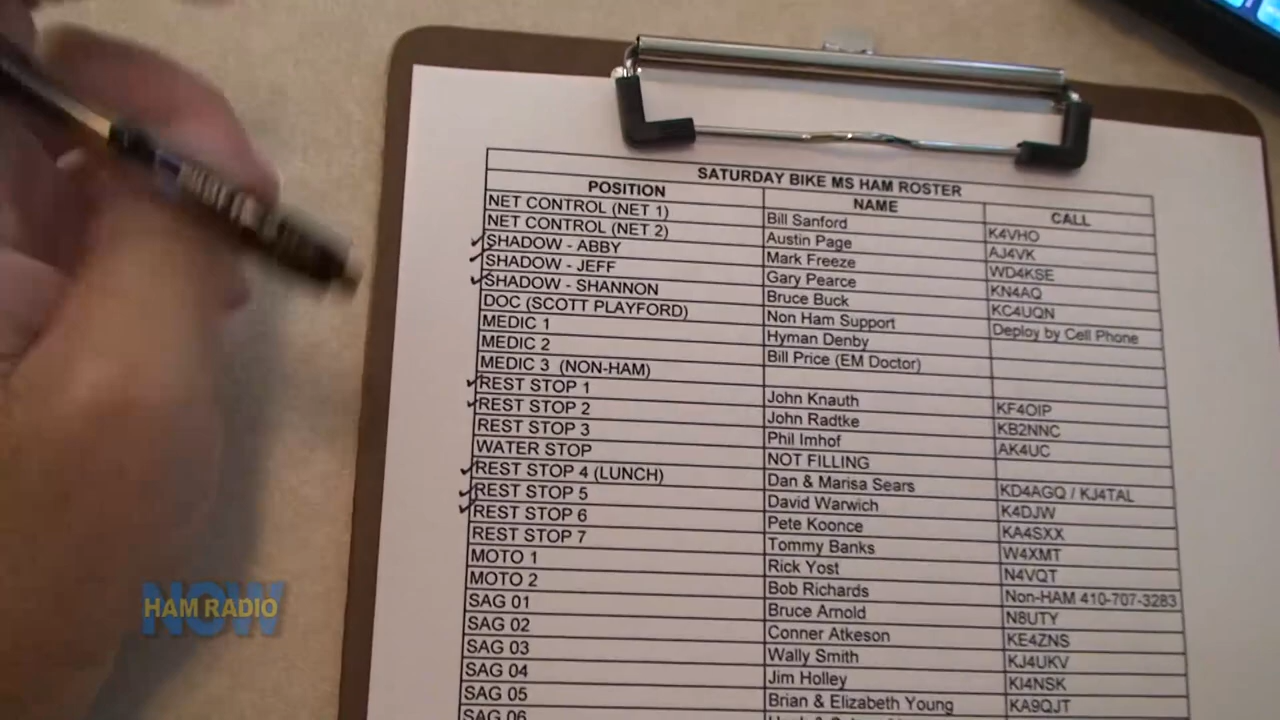 SATURDAY BIKE MS HAM ROSTER
POSITION NAME CALL
NET CONTROL (NET 1) Bill Sanford K4VHO
NET CONTROL (NET 2) Austin Page AJ4VK
SHADOW - ABBY Mark Freeze WD4KSE
SHADOW - JEFF Gary Pearce KN4AQ
SHADOW - SHANNON Bruce Buck KC4UQN
DOC (SCOTT PLAYFORD) Non Ham Support Deploy by Cell Phone
MEDIC 1 Hyman Denby
MEDIC 2 Bill Price (EM Doctor)
MEDIC 3 (NON-HAM)
REST STOP 1 John Knauth KF4OIP
REST STOP 2 John Radtke KB2NNC
REST STOP 3 Phil Imhof AK4UC
WATER STOP NOT FILLING
REST STOP 4 (LUNCH) Dan & Marisa Sears KD4AGQ / KJ4TAL
REST STOP 5 David Warwich K4DJW
REST STOP 6 Pete Koonce KA4SXX
REST STOP 7 Tommy Banks W4XMT
MOTO 1 Rick Yost N4VQT
MOTO 2 Bob Richards Non-HAM 410-707-3283
SAG 01 Bruce Arnold N8UTY
SAG 02 Conner Atkeson KE4ZNS
SAG 03 Wally Smith KJ4UKV
SAG 04 Jim Holley KI4NSK
SAG 05 Brian & Elizabeth Young KA9QJT
SAG 06
HAM RADIO
NOW